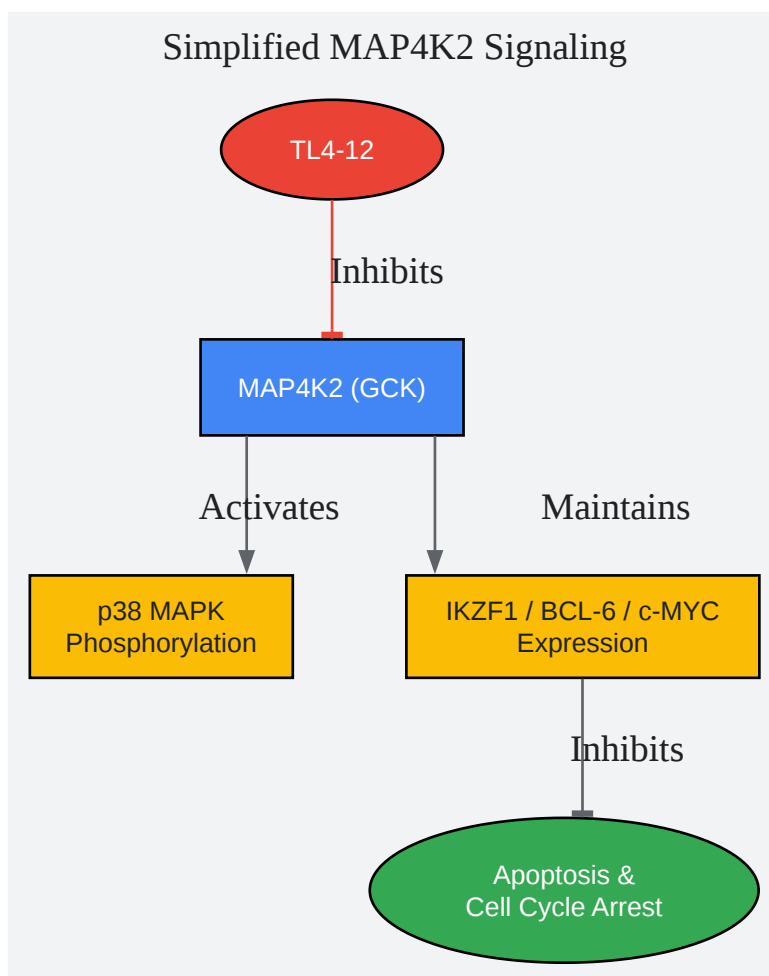 Simplified MAP4K2 Signaling
TL4-12
Inhibits
MAP4K2 (GCK)
Activates
Maintains
p38 MAPK
Phosphorylation
IKZF1 / BCL-6 / c-MYC
Expression
Inhibits
Apoptosis &
Cell Cycle Arrest